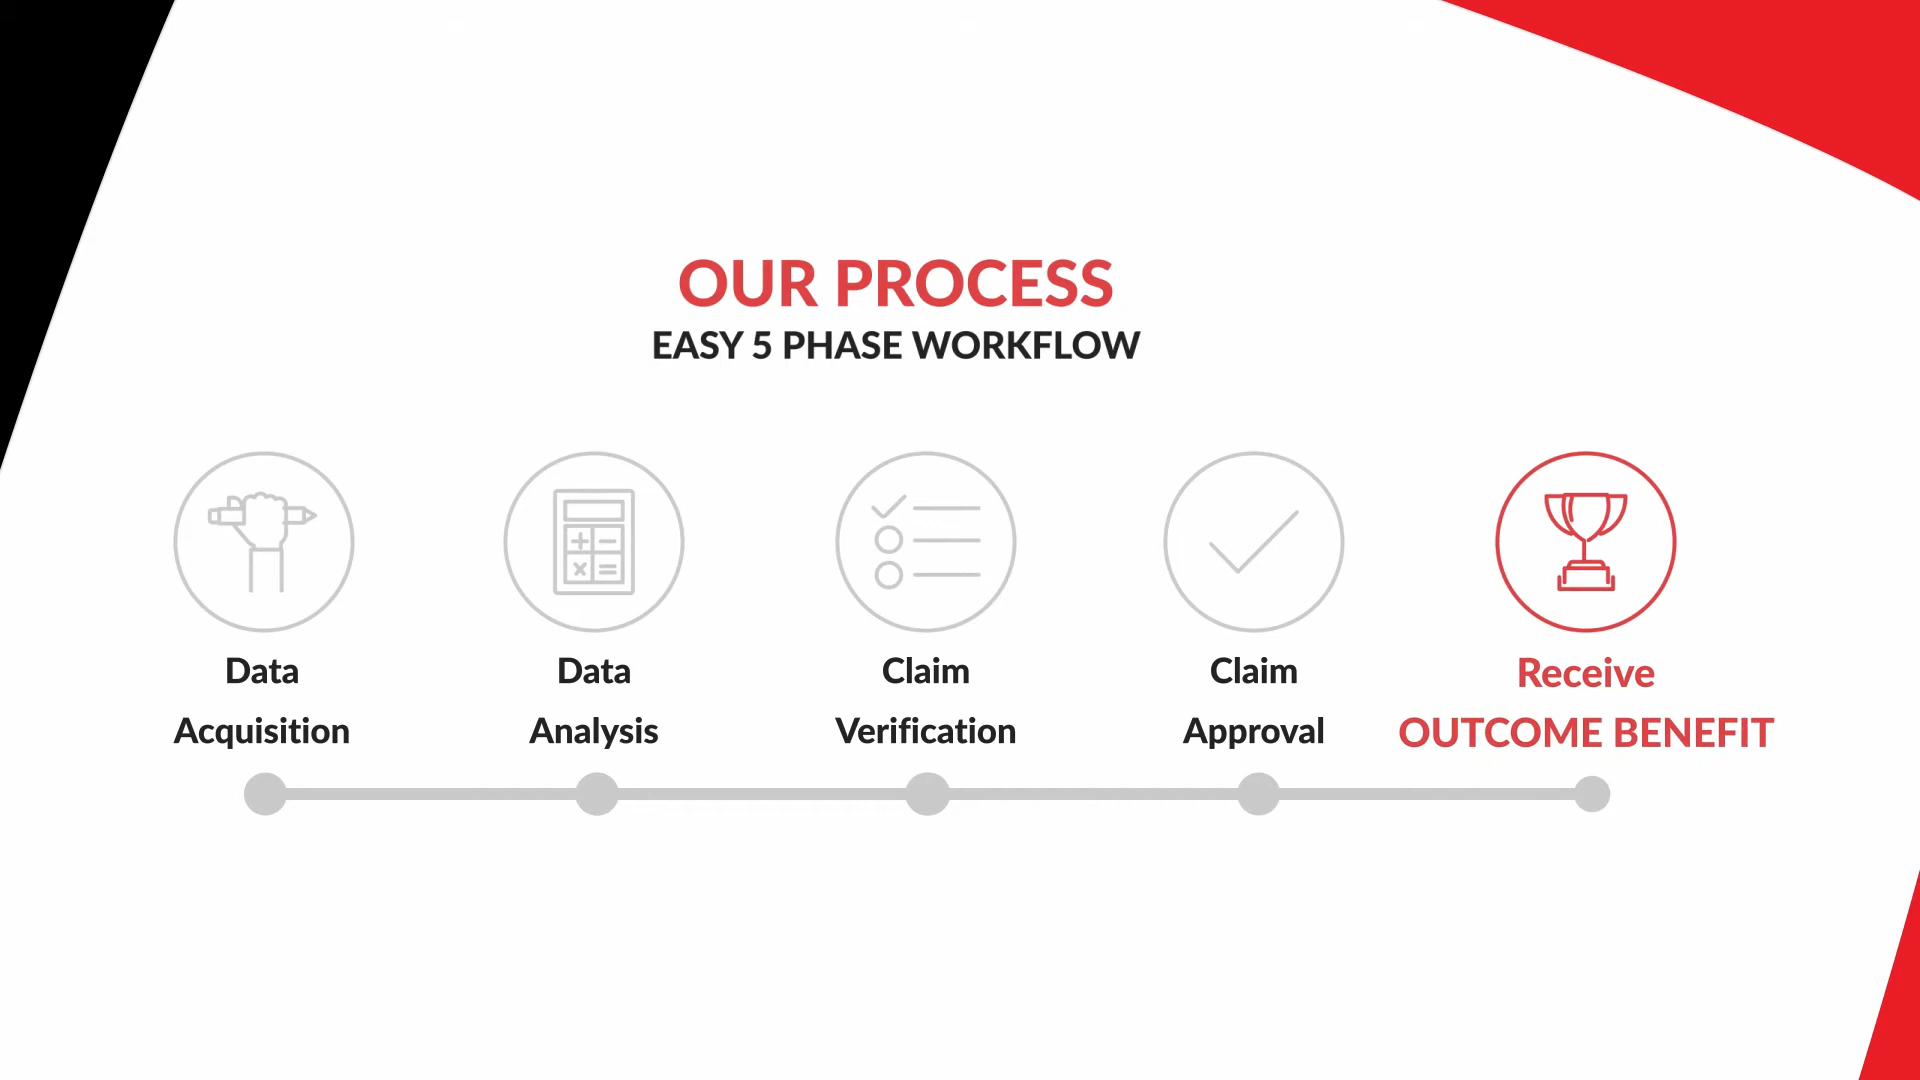 OUR PROCESS
EASY 5 PHASE WORKFLOW
Data
Acquisition
Data
Analysis
Claim
Verification
Claim
Approval
Receive
OUTCOME BENEFIT